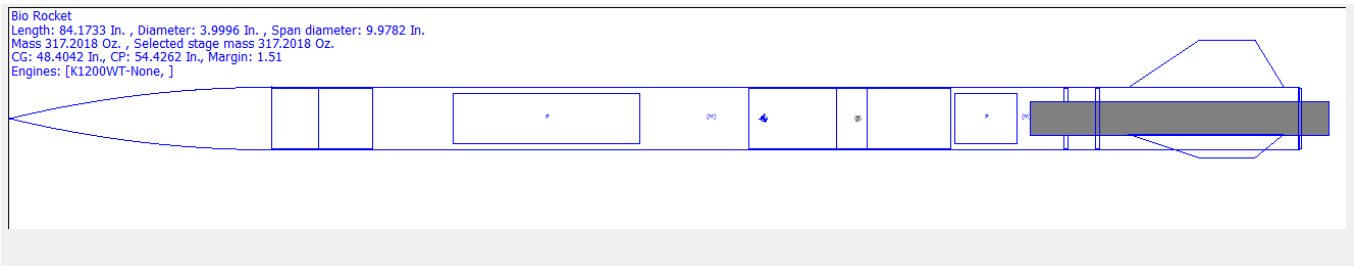 Bio Rocket
Length: 84.1733 In. , Diameter: 3.9996 In. , Span diameter: 9.9782 In.
Mass 317.2018 Oz. , Selected stage mass 317.2018 Oz.
CG: 48.4042 In., CP: 54.4262 In., Margin: 1.51
Engines: [K1200WT-None, ]
P
[M]
P
[M]